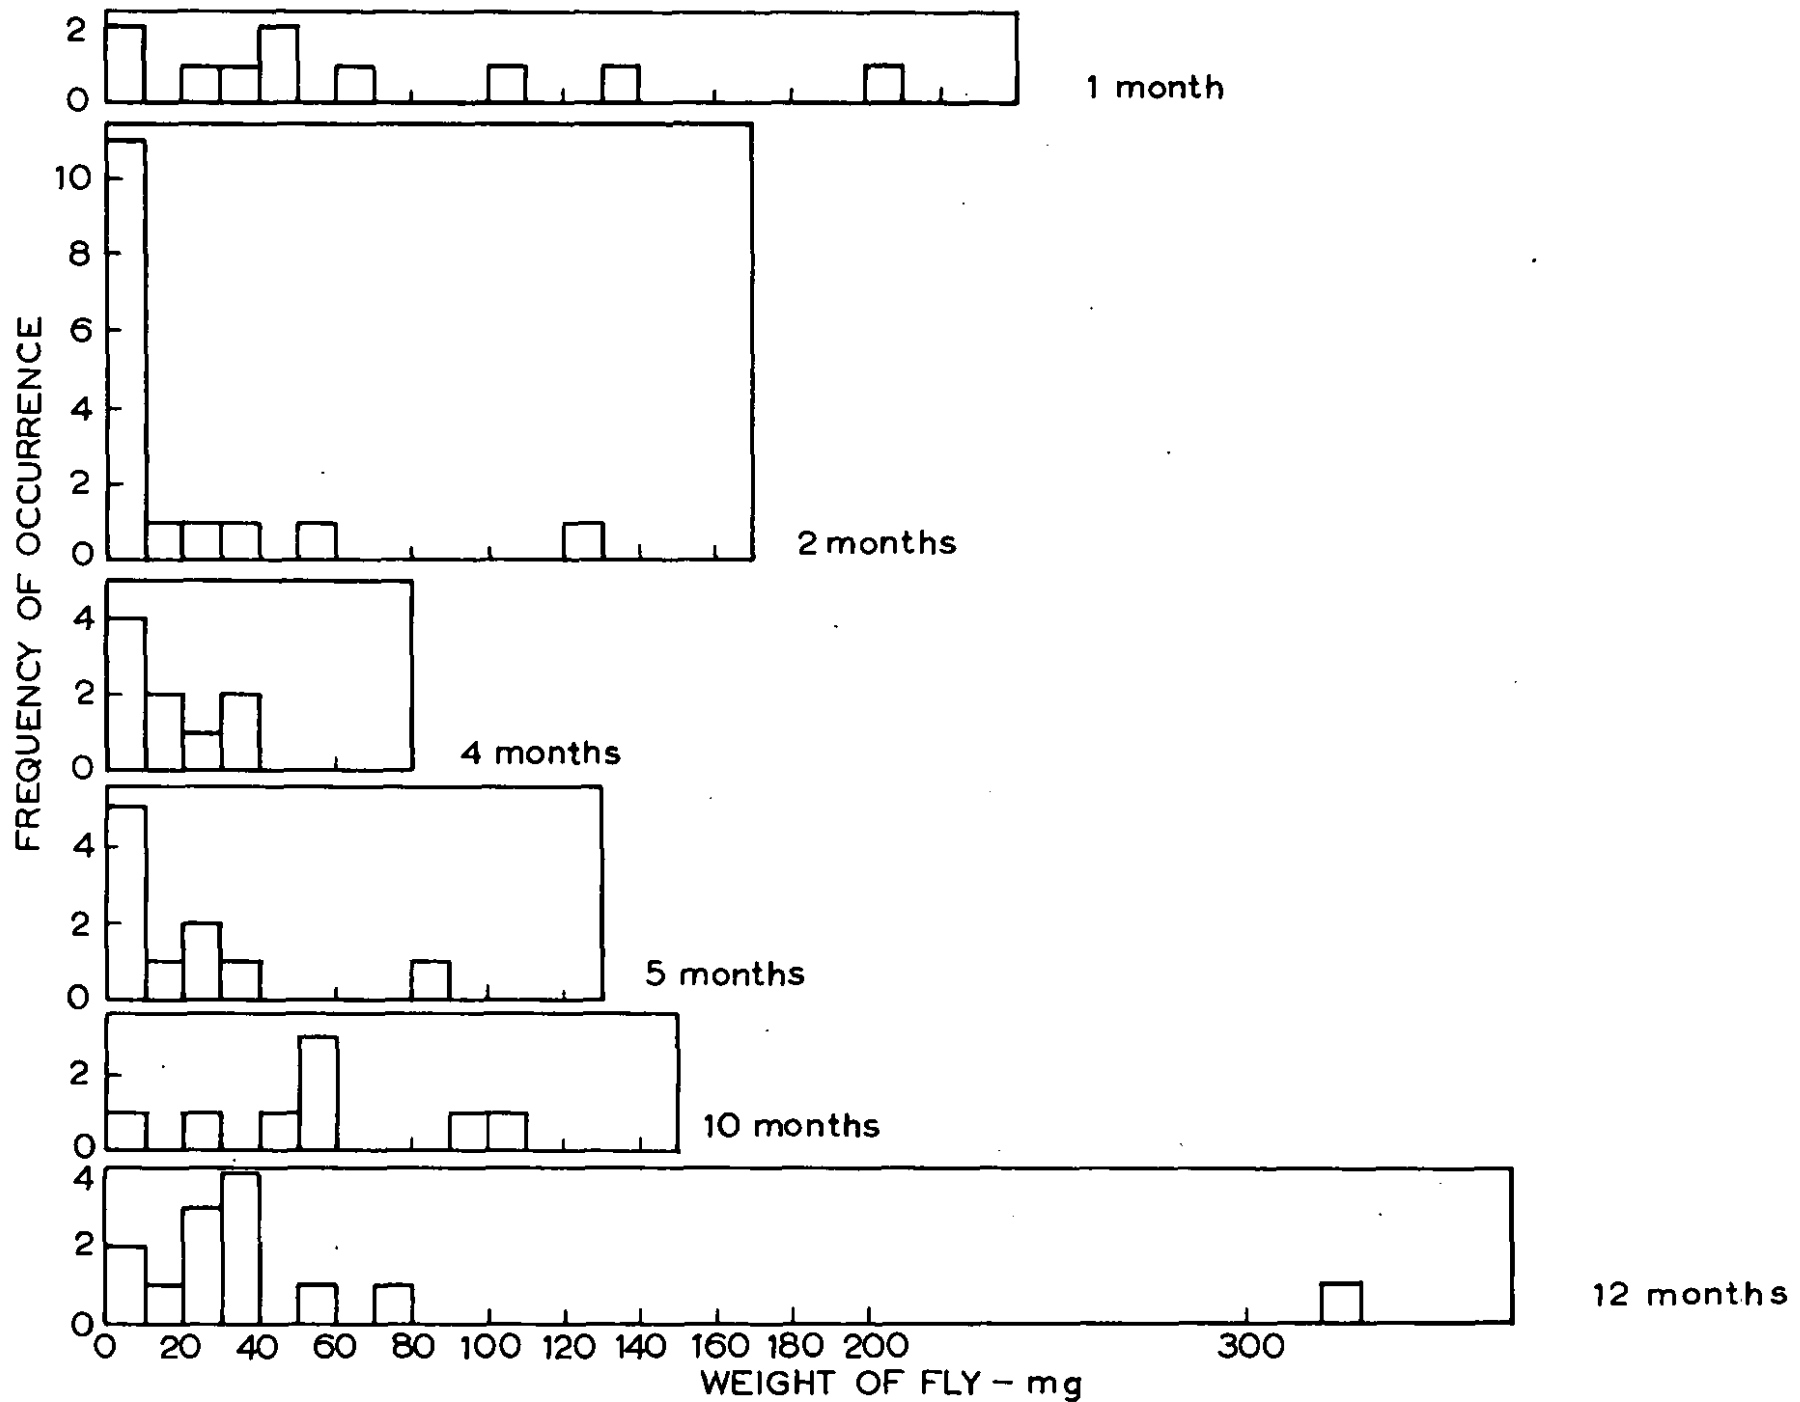 FREQUENCY OF OCCURRENCE
2
0
1 month
10
8
6
4
2
0
2 months
4
2
0
4 months
4
2
0
5 months
2
0
10 months
4
2
0
12 months
0 20 40 60 80 100 120 140 160 180 200 300
WEIGHT OF FLY – mg